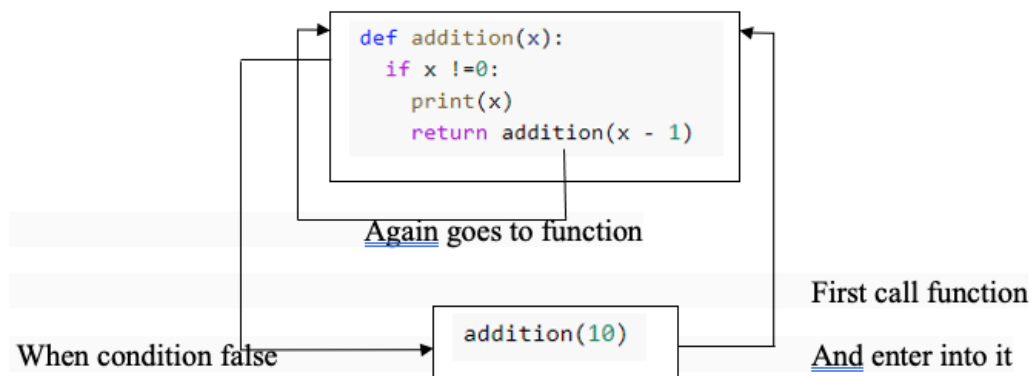 def addition(x):
if x !=0:
print(x)
return addition(x - 1)
Again goes to function
First call function
addition(10)
When condition false
And enter into it